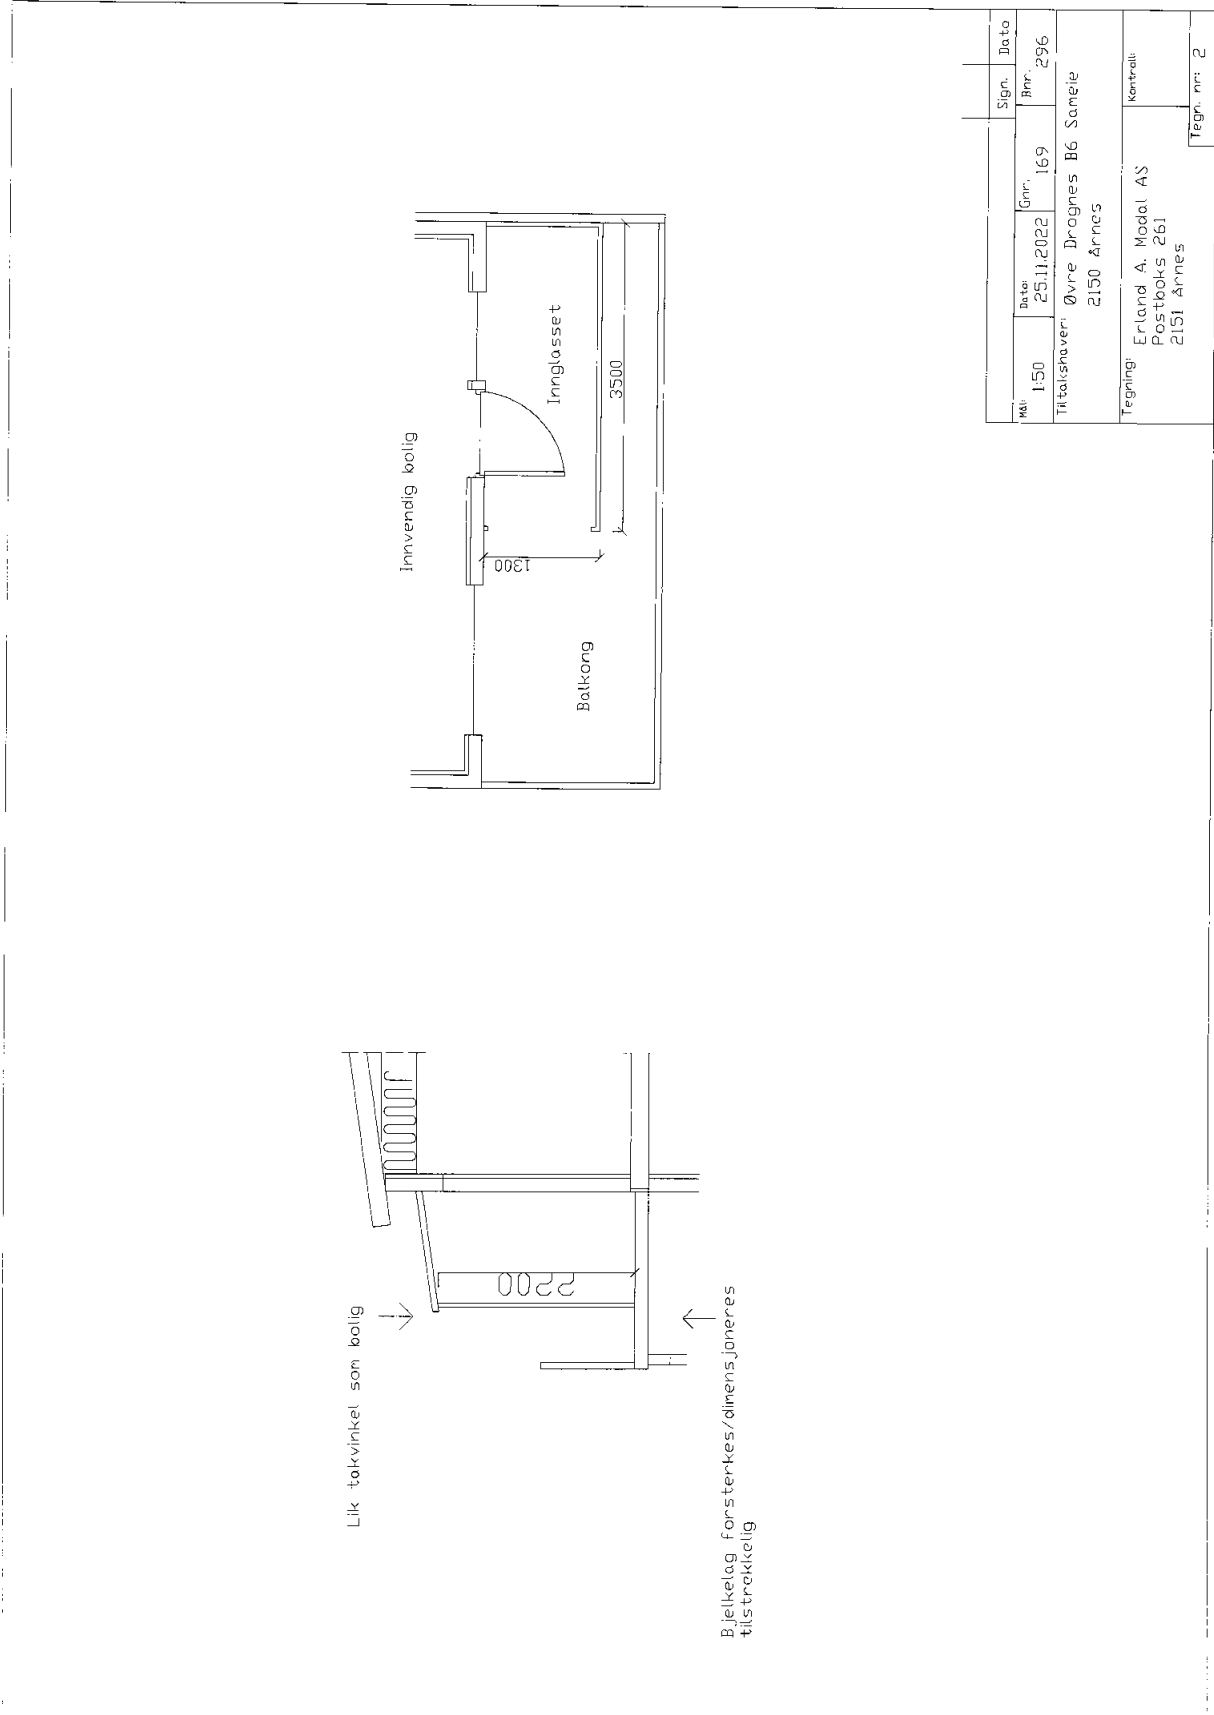 Lik takvinkel som bolig
2200
Bjelkelag forsterkes/dimensjoneres
tilstrekkelig
Innvendig bolig
1300
Innglasset
3500
Balkong
Sign.
Dato
Mål:
1:50
Dato:
25.11.2022
Gnr.
169
Bnr.
296
Tiltakshaver:
Øvre Drognes B6 Sameie
2150 Årnes
Tegning:
Erland A. Modal AS
Postboks 261
2151 Årnes
Kontroll:
Tegn. nr: 2